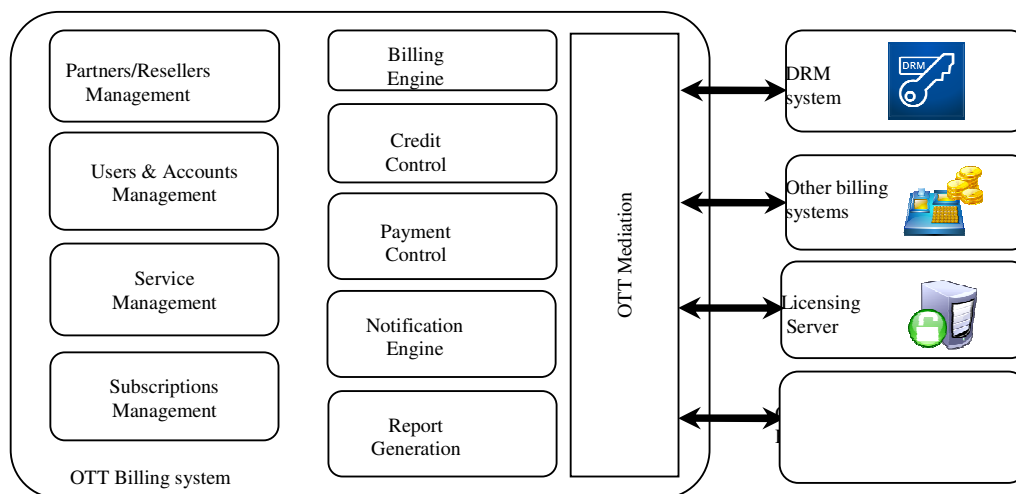 Partners/Resellers
Management
Users & Accounts
Management
Service
Management
Subscriptions
Management
OTT Billing system
Billing
Engine
Credit
Control
Payment
Control
Notification
Engine
Report
Generation
OTT Mediation
DRM
system
DRM
Other billing
systems
Licensing
Server